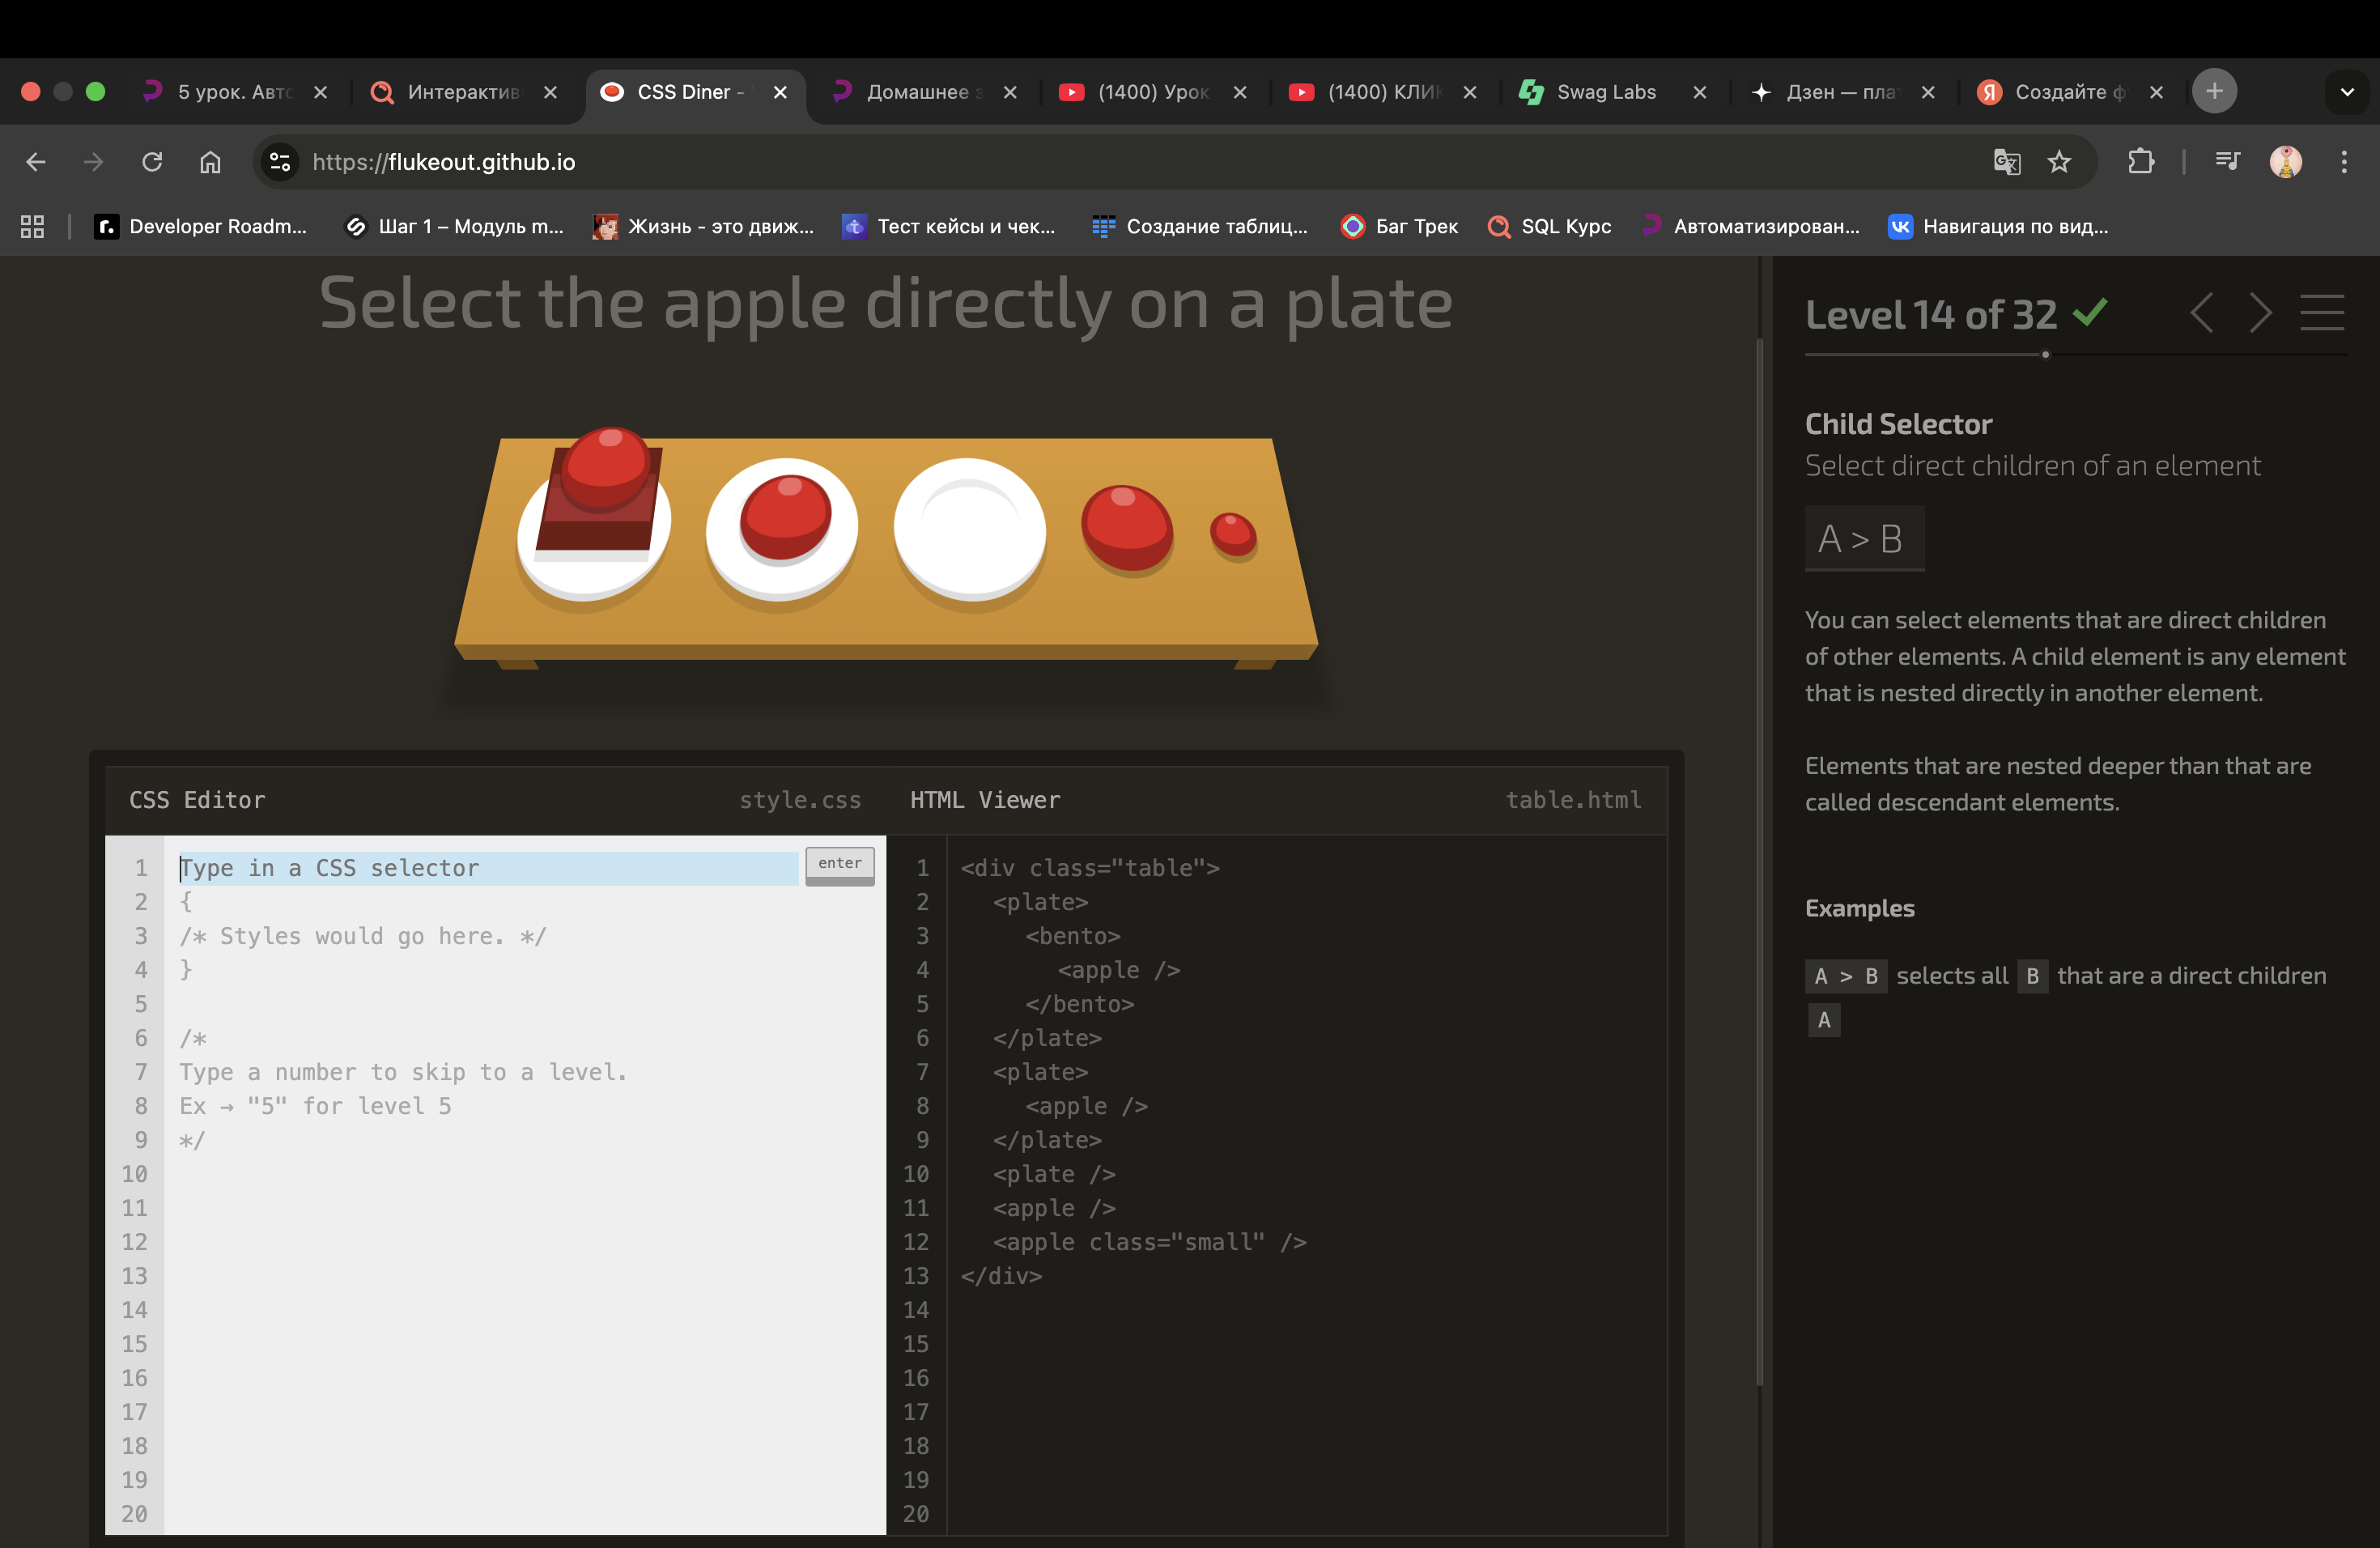 5 урок. Авто
Интерактив
CSS Diner -
Домашнее з
(1400) Урок
(1400) КЛИК
Swag Labs
Дзен — плат
Создайте ф
https://flukeout.github.io
Developer Roadm...
Шаг 1 – Модуль m...
Жизнь - это движ...
Тест кейсы и чек...
Создание таблиц...
Баг Трек
SQL Курс
Автоматизирован...
Навигация по вид...
Select the apple directly on a plate
CSS Editor style.css
1 Type in a CSS selector enter
2 {
3 /* Styles would go here. */
4 }
5
6 /*
7 Type a number to skip to a level.
8 Ex → "5" for level 5
9 */
10
11
12
13
14
15
16
17
18
19
20
HTML Viewer table.html
1 <div class="table">
2 <plate>
3 <bento>
4 <apple />
5 </bento>
6 </plate>
7 <plate>
8 <apple />
9 </plate>
10 <plate />
11 <apple />
12 <apple class="small" />
13 </div>
14
15
16
17
18
19
20
Level 14 of 32
Child Selector
Select direct children of an element
A > B
You can select elements that are direct children
of other elements. A child element is any element
that is nested directly in another element.
Elements that are nested deeper than that are
called descendant elements.
Examples
A > B selects all B that are a direct children
A